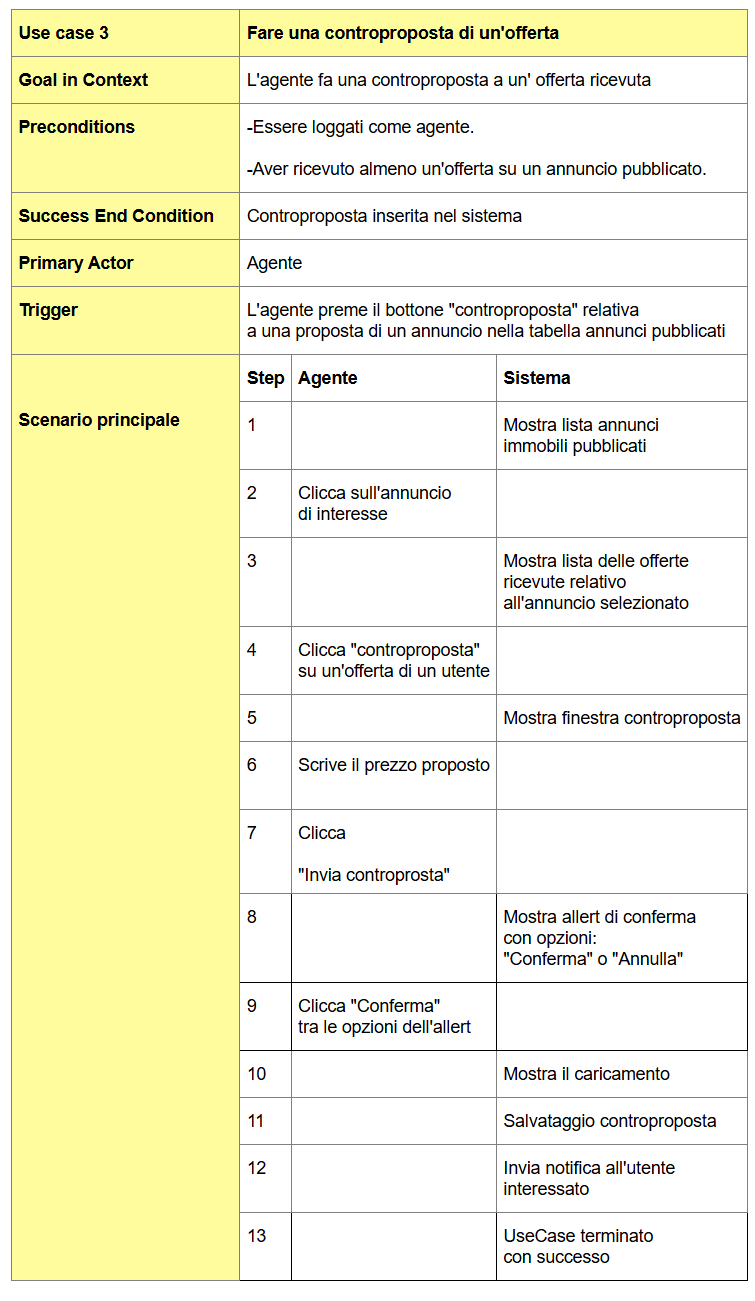 Use case 3
Fare una controproposta di un'offerta
Goal in Context
L'agente fa una controproposta a un' offerta ricevuta
Preconditions
-Essere loggati come agente.
-Aver ricevuto almeno un'offerta su un annuncio pubblicato.
Success End Condition
Controproposta inserita nel sistema
Primary Actor
Agente
Trigger
L'agente preme il bottone "controproposta" relativa
a una proposta di un annuncio nella tabella annunci pubblicati
Scenario principale
Step
Agente
Sistema
1
Mostra lista annunci
immobili pubblicati
2
Clicca sull'annuncio
di interesse
3
Mostra lista delle offerte
ricevute relativo
all'annuncio selezionato
4
Clicca "controproposta"
su un'offerta di un utente
5
Mostra finestra controproposta
6
Scrive il prezzo proposto
7
Clicca
"Invia controprosta"
8
Mostra allert di conferma
con opzioni:
"Conferma" o "Annulla"
9
Clicca "Conferma"
tra le opzioni dell'allert
10
Mostra il caricamento
11
Salvataggio controproposta
12
Invia notifica all'utente
interessato
13
UseCase terminato
con successo